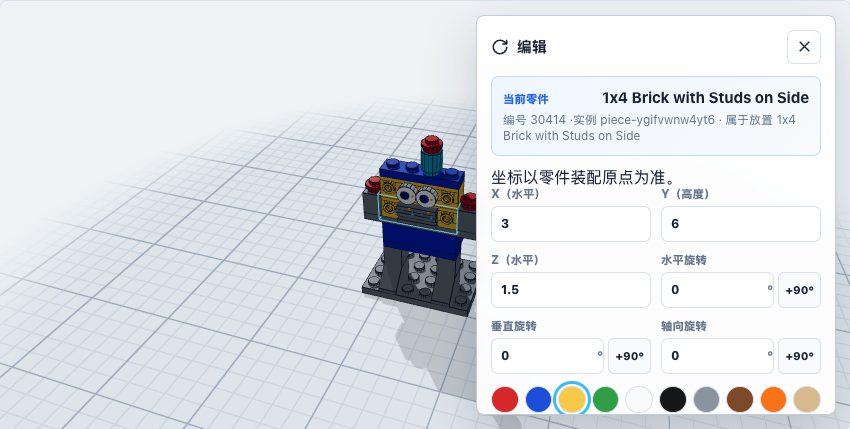 编辑
当前零件 1x4 Brick with Studs on Side
编号 30414 ·实例 piece-ygifvwnw4yt6 · 属于放置 1x4
Brick with Studs on Side
坐标以零件装配原点为准。
X（水平） Y（高度）
3 6
Z（水平） 水平旋转
1.5 0 ° +90°
垂直旋转 轴向旋转
0 ° +90° 0 ° +90°